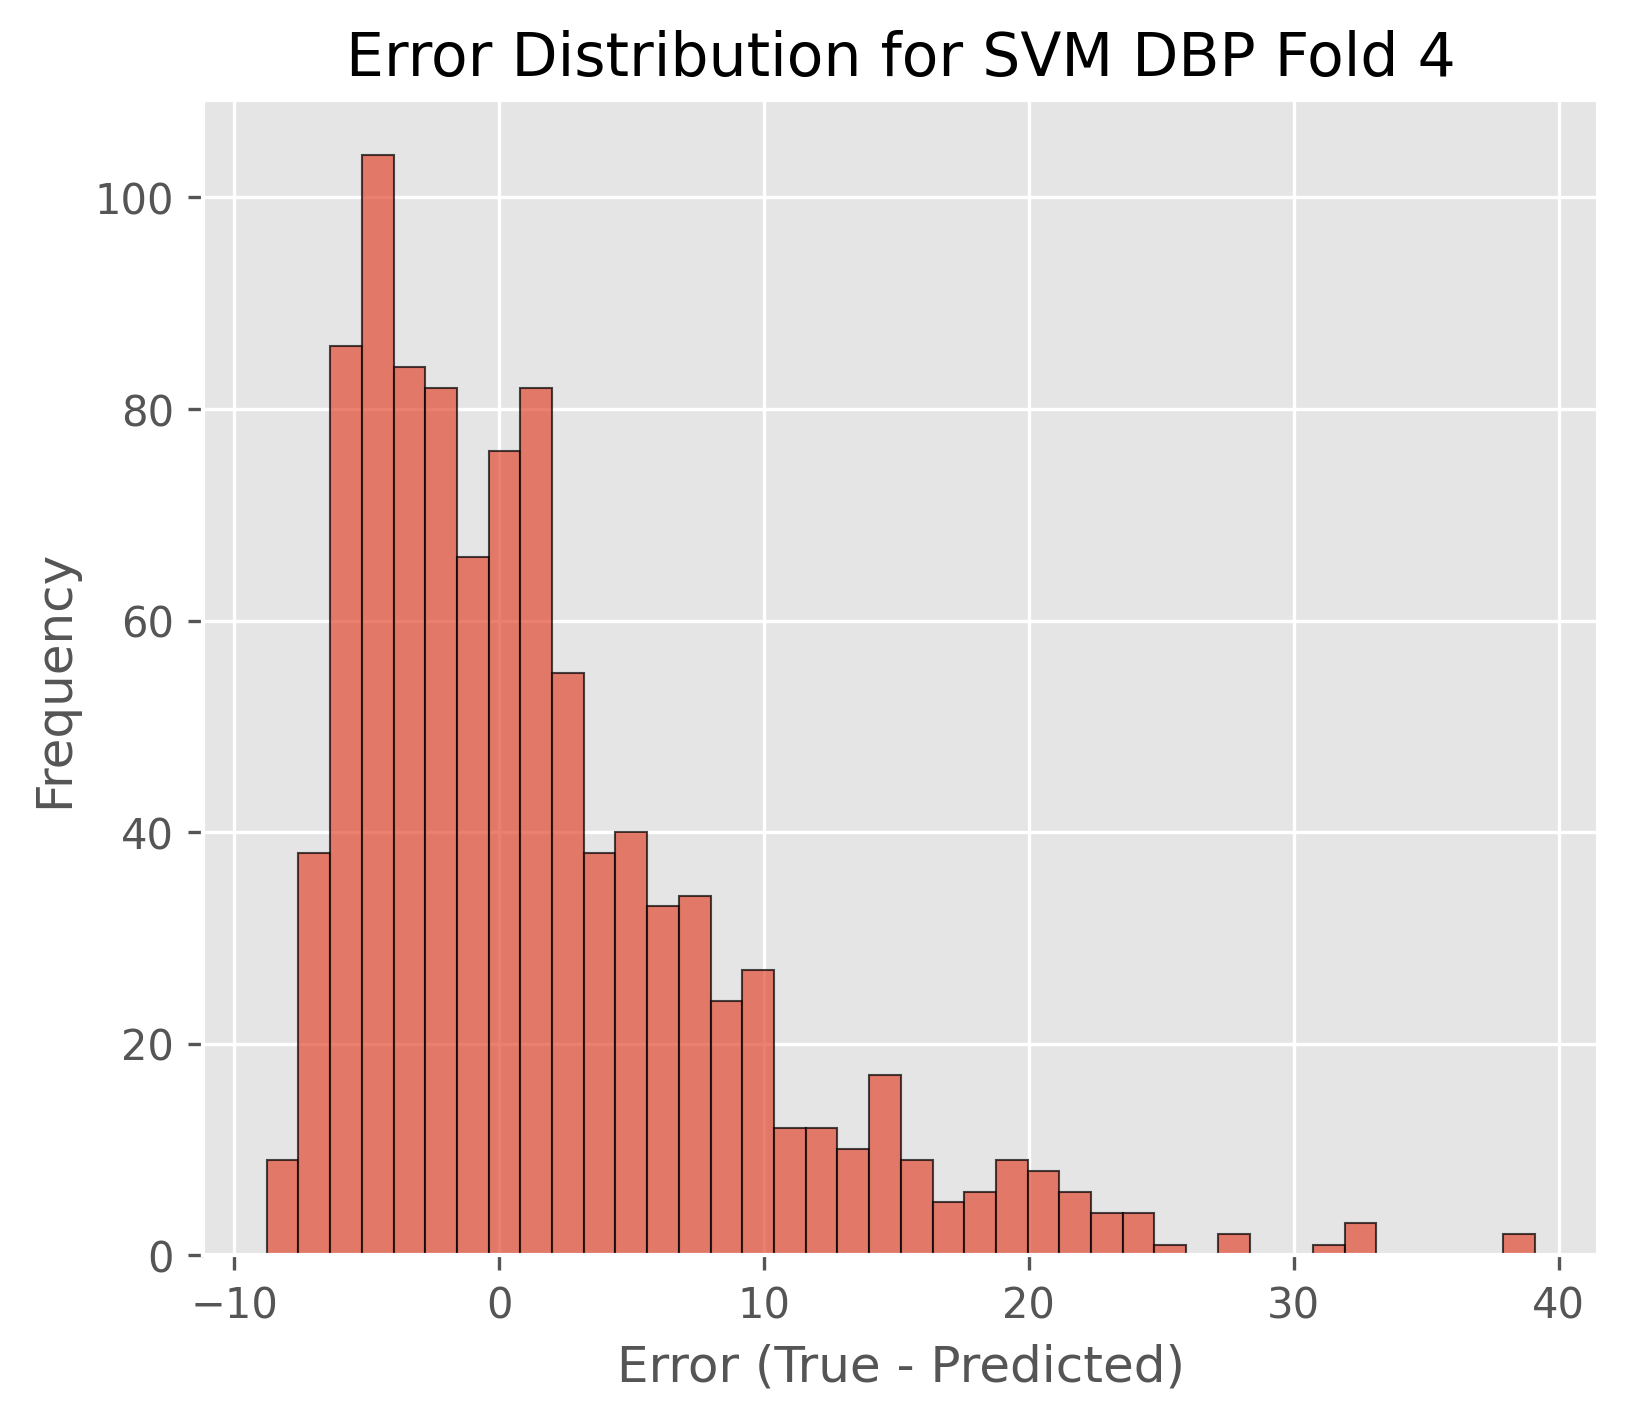 Error Distribution for SVM DBP Fold 4
Frequency
100
80
60
40
20
0
−10 0 10 20 30 40
Error (True - Predicted)